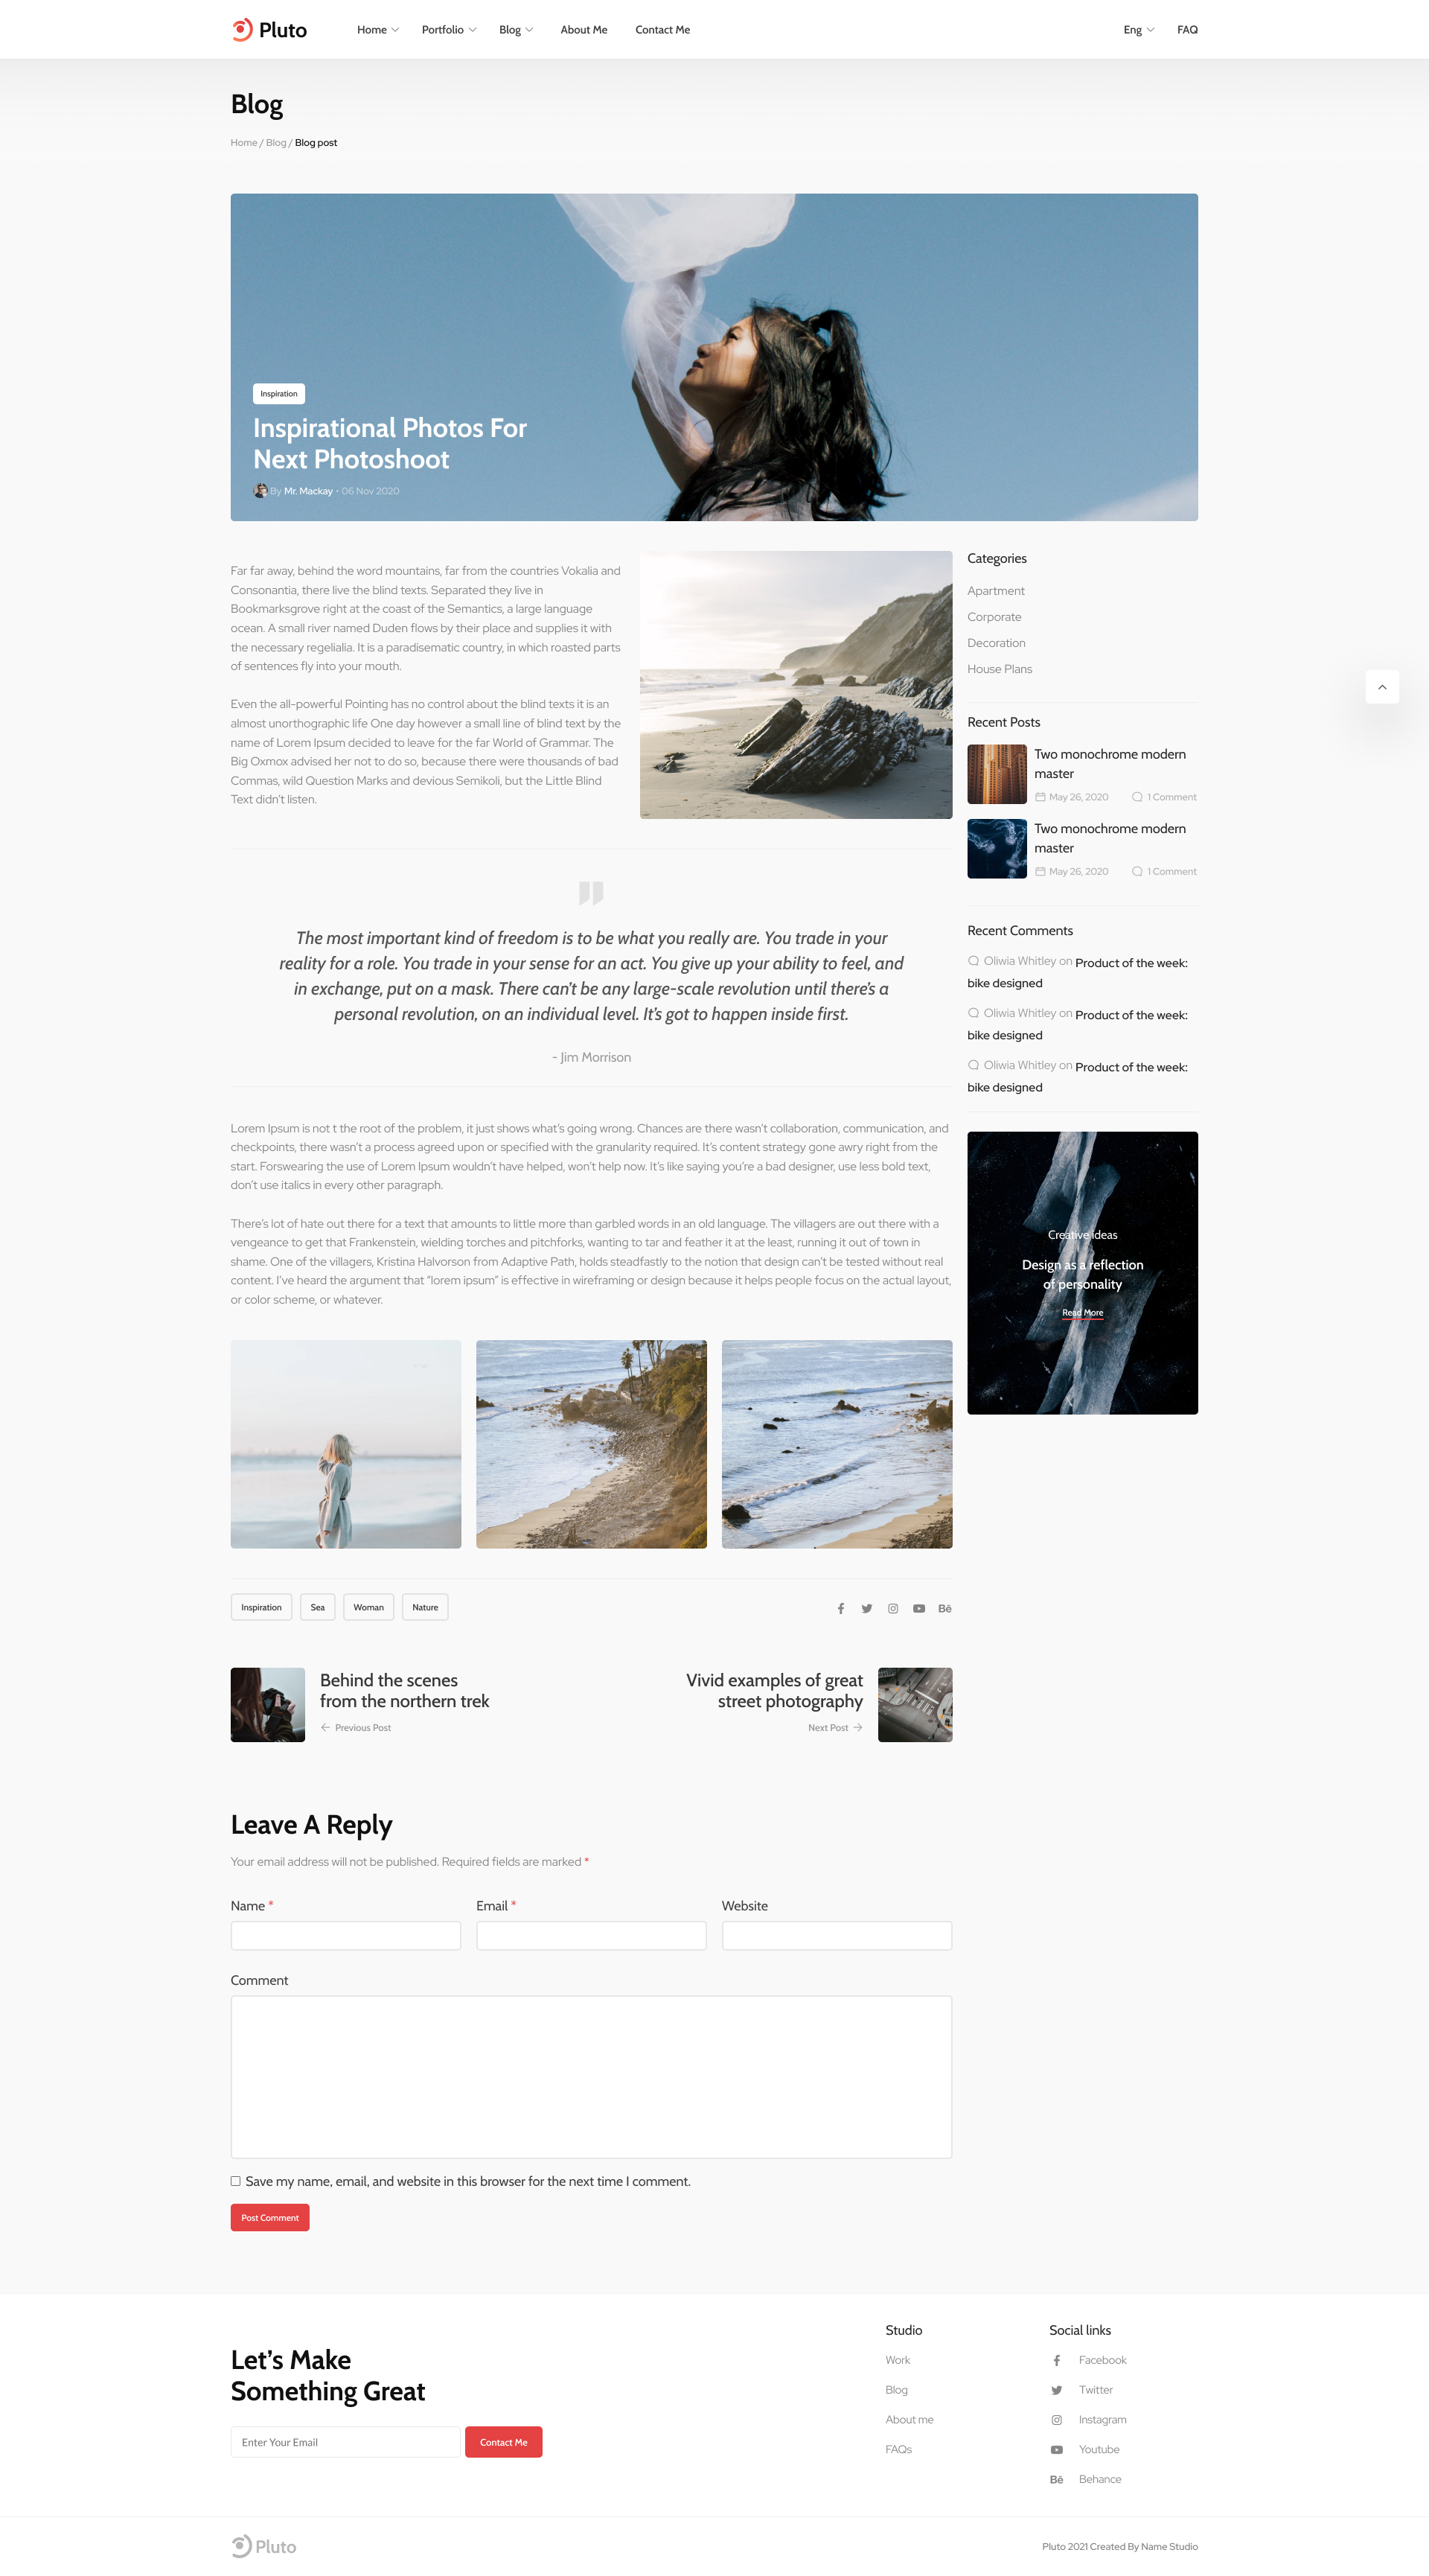 Pluto
Home
Portfolio
Blog
About Me
Contact Me
Eng
FAQ
Blog
Home / Blog / Blog post
Inspiration
Inspirational Photos For
Next Photoshoot
By Mr. Mackay • 06 Nov 2020
Far far away, behind the word mountains, far from the countries Vokalia and
Consonantia, there live the blind texts. Separated they live in
Bookmarksgrove right at the coast of the Semantics, a large language
ocean. A small river named Duden flows by their place and supplies it with
the necessary regelialia. It is a paradisematic country, in which roasted parts
of sentences fly into your mouth.
Even the all-powerful Pointing has no control about the blind texts it is an
almost unorthographic life One day however a small line of blind text by the
name of Lorem Ipsum decided to leave for the far World of Grammar. The
Big Oxmox advised her not to do so, because there were thousands of bad
Commas, wild Question Marks and devious Semikoli, but the Little Blind
Text didn't listen.
The most important kind of freedom is to be what you really are. You trade in your
reality for a role. You trade in your sense for an act. You give up your ability to feel, and
in exchange, put on a mask. There can't be any large-scale revolution until there's a
personal revolution, on an individual level. It's got to happen inside first.
- Jim Morrison
Lorem Ipsum is not t the root of the problem, it just shows what's going wrong. Chances are there wasn't collaboration, communication, and
checkpoints, there wasn't a process agreed upon or specified with the granularity required. It's content strategy gone awry right from the
start. Forswearing the use of Lorem Ipsum wouldn't have helped, won't help now. It's like saying you're a bad designer, use less bold text,
don't use italics in every other paragraph.
There's lot of hate out there for a text that amounts to little more than garbled words in an old language. The villagers are out there with a
vengeance to get that Frankenstein, wielding torches and pitchforks, wanting to tar and feather it at the least, running it out of town in
shame. One of the villagers, Kristina Halvorson from Adaptive Path, holds steadfastly to the notion that design can't be tested without real
content. I've heard the argument that "lorem ipsum" is effective in wireframing or design because it helps people focus on the actual layout,
or color scheme, or whatever.
Inspiration
Sea
Woman
Nature
Bē
Behind the scenes
from the northern trek
Previous Post
Vivid examples of great
street photography
Next Post
Categories
Apartment
Corporate
Decoration
House Plans
Recent Posts
Two monochrome modern
master
May 26, 2020
1 Comment
Two monochrome modern
master
May 26, 2020
1 Comment
Recent Comments
Oliwia Whitley on Product of the week:
bike designed
Oliwia Whitley on Product of the week:
bike designed
Oliwia Whitley on Product of the week:
bike designed
Creative ideas
Design as a reflection
of personality
Read More
Leave A Reply
Your email address will not be published. Required fields are marked *
Name *
Email *
Website
Comment
Save my name, email, and website in this browser for the next time I comment.
Post Comment
Let's Make
Something Great
Enter Your Email
Contact Me
Studio
Work
Blog
About me
FAQs
Social links
Facebook
Twitter
Instagram
Youtube
Bē Behance
Pluto
Pluto 2021 Created By Name Studio